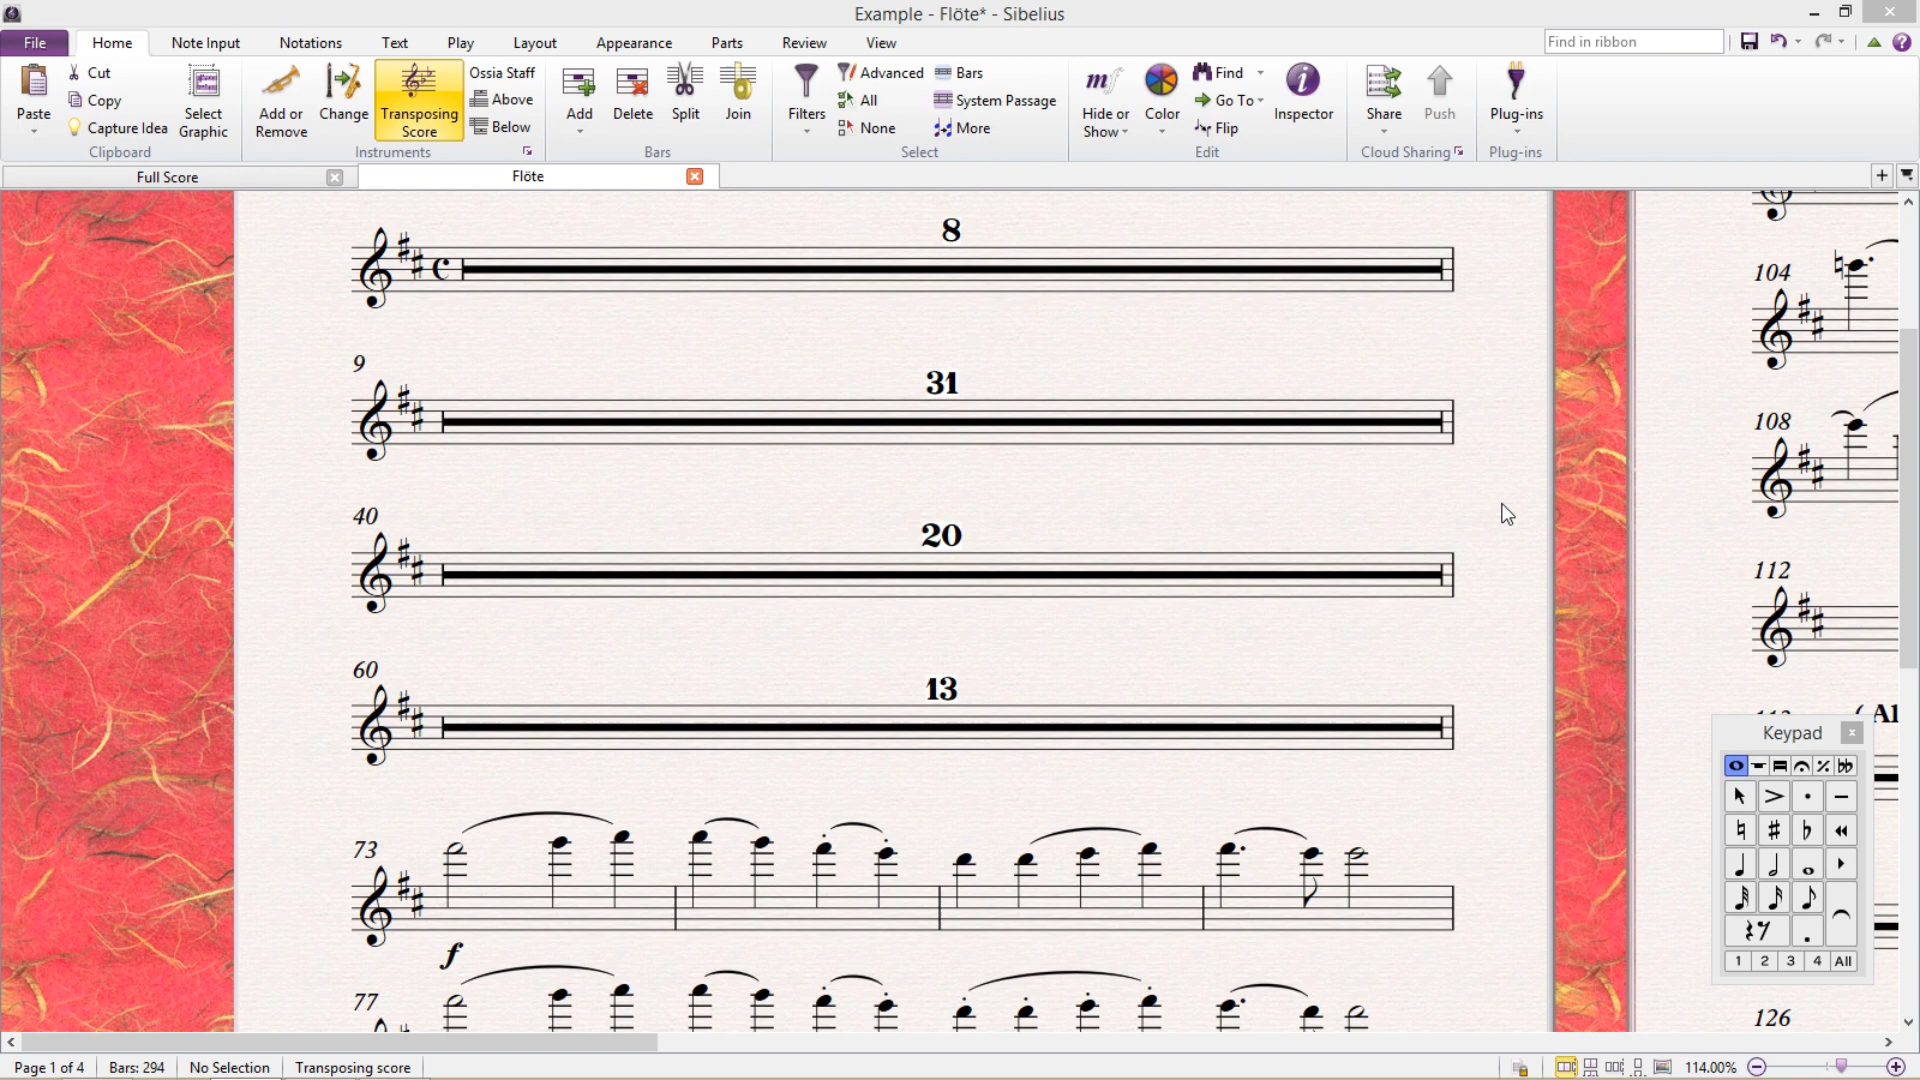 Example - Flöte* - Sibelius
File Home Note Input Notations Text Play Layout Appearance Parts Review View Find in ribbon
Paste Cut Copy Capture Idea Select Graphic
Clipboard
Add or Remove Change Transposing Score Ossia Staff Above Below
Instruments
Add Delete Split Join
Bars
Filters Advanced All None Bars System Passage More
Select
Hide or Show Color Find Go To Flip Inspector
Edit
Share Push
Cloud Sharing
Plug-ins
Plug-ins
Full Score Flöte
8
9
31
40
20
60
13
73
f
77
104
108
112
( Al
126
Keypad
1 2 3 4 All
Page 1 of 4 Bars: 294 No Selection Transposing score 114.00%